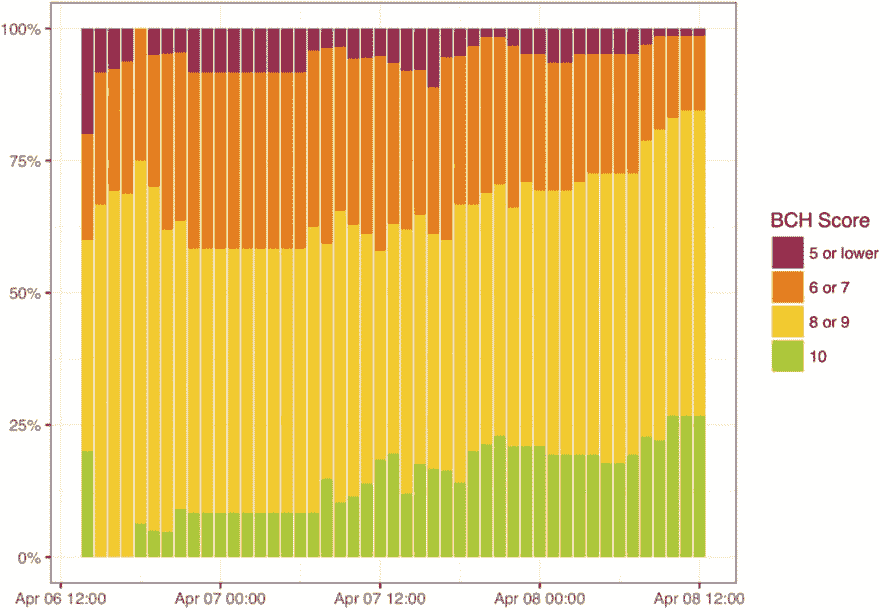 100%
75%
50%
25%
0%
Apr 06 12:00 Apr 07 00:00 Apr 07 12:00 Apr 08 00:00 Apr 08 12:00
BCH Score
5 or lower
6 or 7
8 or 9
10